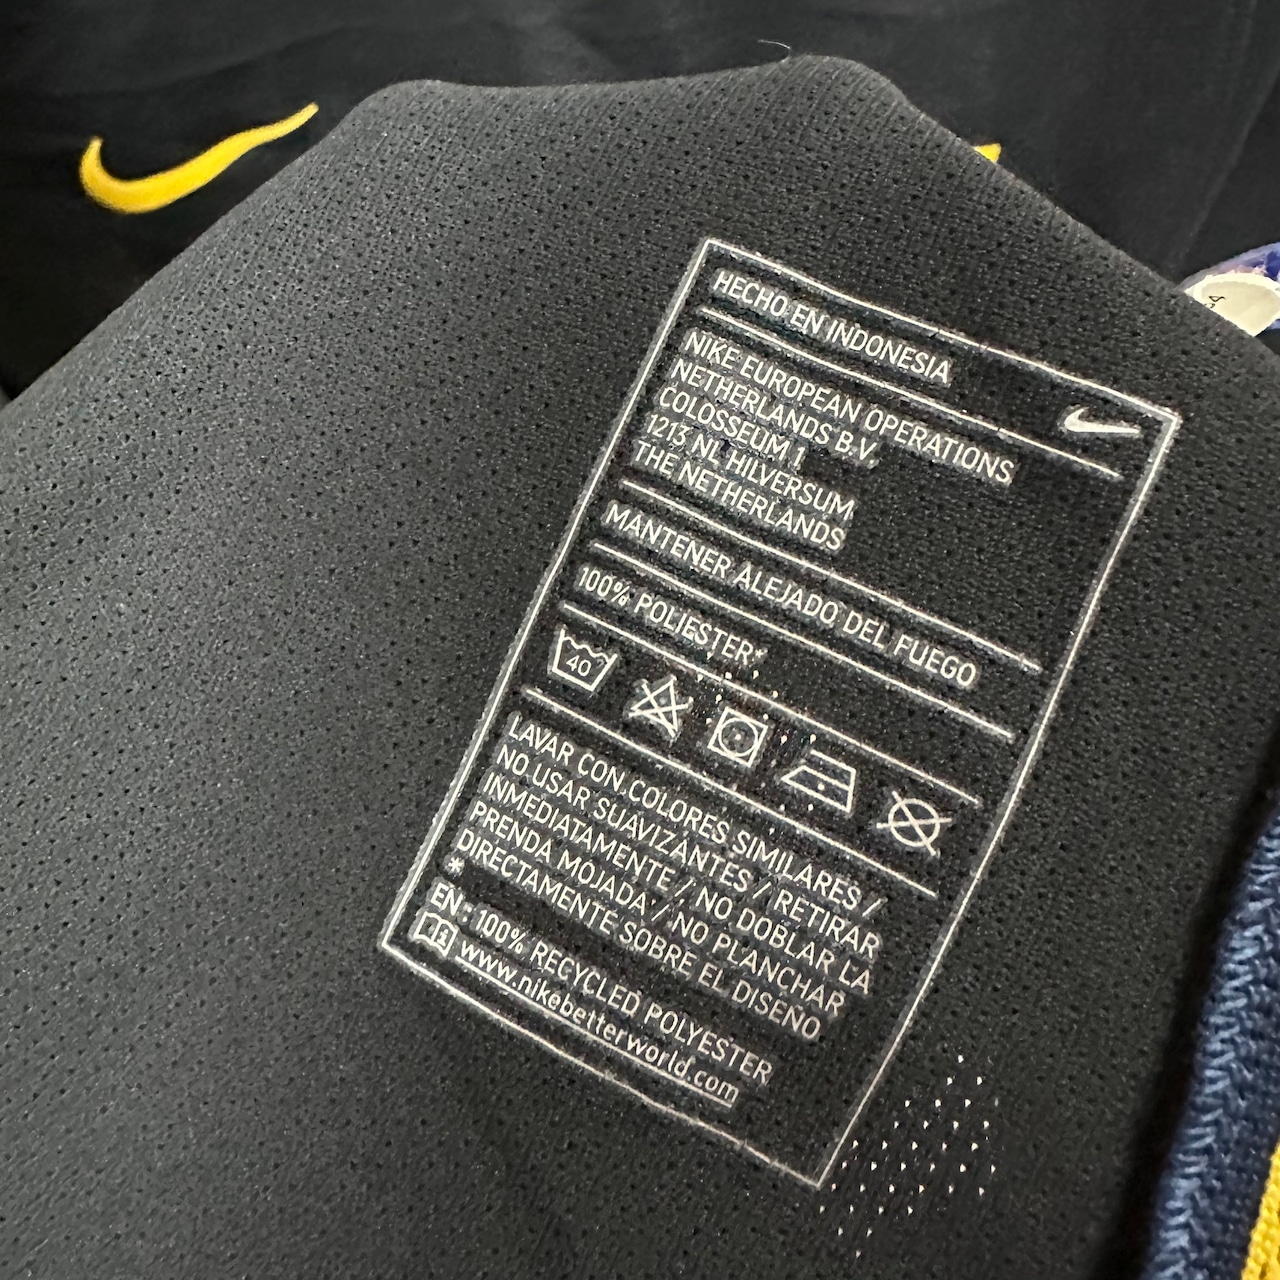 HECHO EN INDONESIA
NIKE EUROPEAN OPERATIONS
NETHERLANDS B.V.
COLOSSEUM 1
1213 NL HILVERSUM
THE NETHERLANDS
MANTENER ALEJADO DEL FUEGO
100% POLIESTER*
40
LAVAR CON COLORES SIMILARES /
NO USAR SUAVIZANTES / RETIRAR
INMEDIATAMENTE / NO DOBLAR LA
PRENDA MOJADA / NO PLANCHAR
DIRECTAMENTE SOBRE EL DISEÑO
*
EN : 100% RECYCLED POLYESTER
www.nikebetterworld.com